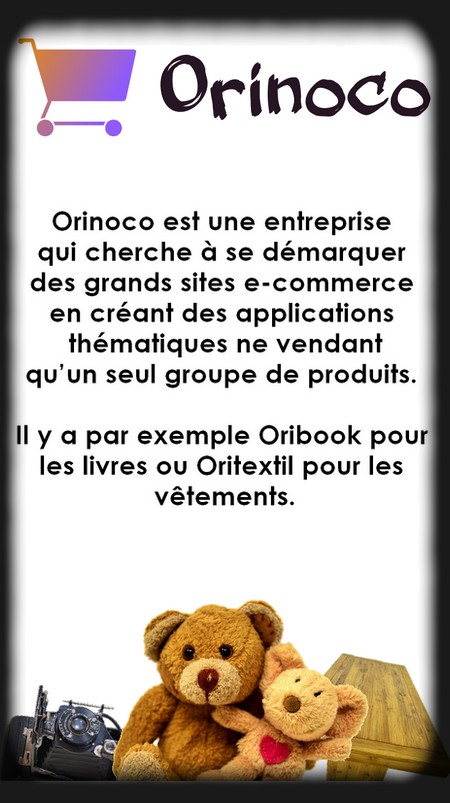 Orinoco
Orinoco est une entreprise
qui cherche à se démarquer
des grands sites e-commerce
en créant des applications
thématiques ne vendant
qu’un seul groupe de produits.
Il y a par exemple Oribook pour
les livres ou Oritextil pour les
vêtements.